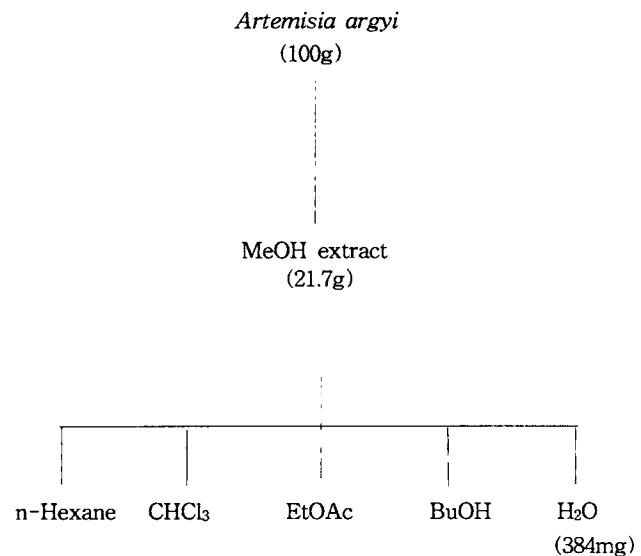 Artemisia argyi
(100g)
MeOH extract
(21.7g)
n-Hexane CHCl₃ EtOAc BuOH H₂O
(384mg)